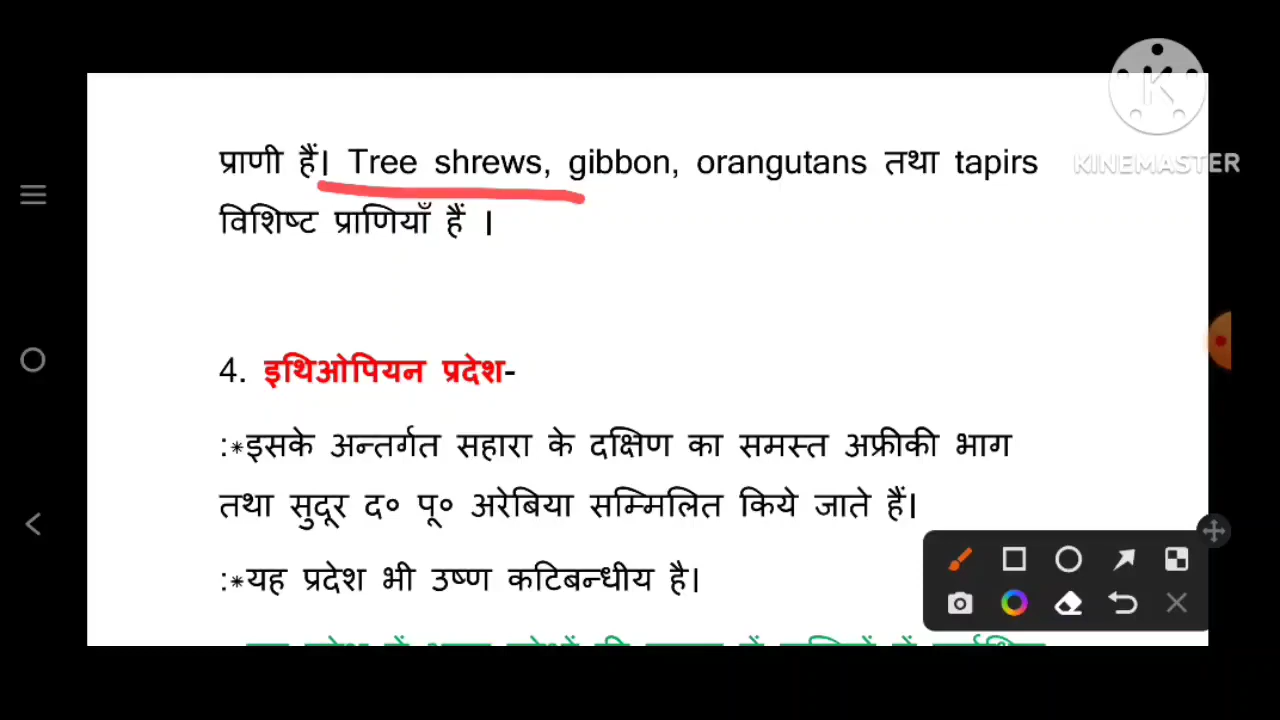 प्राणी हैं। Tree shrews, gibbon, orangutans तथा tapirs
विशिष्ट प्राणियाँ हैं ।
KINEMASTER
4. इथिओपियन प्रदेश-
:*इसके अन्तर्गत सहारा के दक्षिण का समस्त अफ्रीकी भाग
तथा सुदूर द० पू० अरेबिया सम्मिलित किये जाते हैं।
:*यह प्रदेश भी उष्ण कटिबन्धीय है।